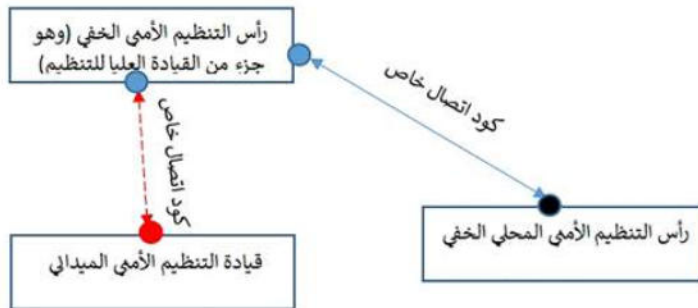 رأس التنظيم الأمني الخفي (وهو
جزء من القيادة العليا للتنظيم)
كود اتصال خاص
كود اتصال خاص
رأس التنظيم الأمني المحلي الخفي
قيادة التنظيم الأمني الميداني